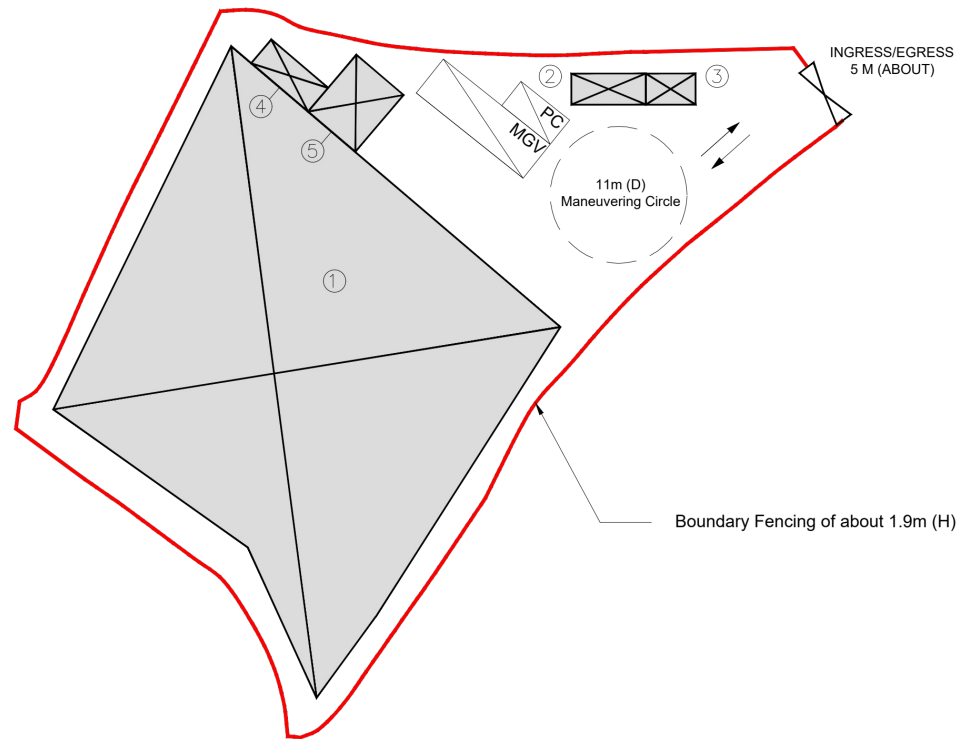 INGRESS/EGRESS
5 M (ABOUT)
②
③
④
PC
MGV
⑤
11m (D)
Maneuvering Circle
①
Boundary Fencing of about 1.9m (H)